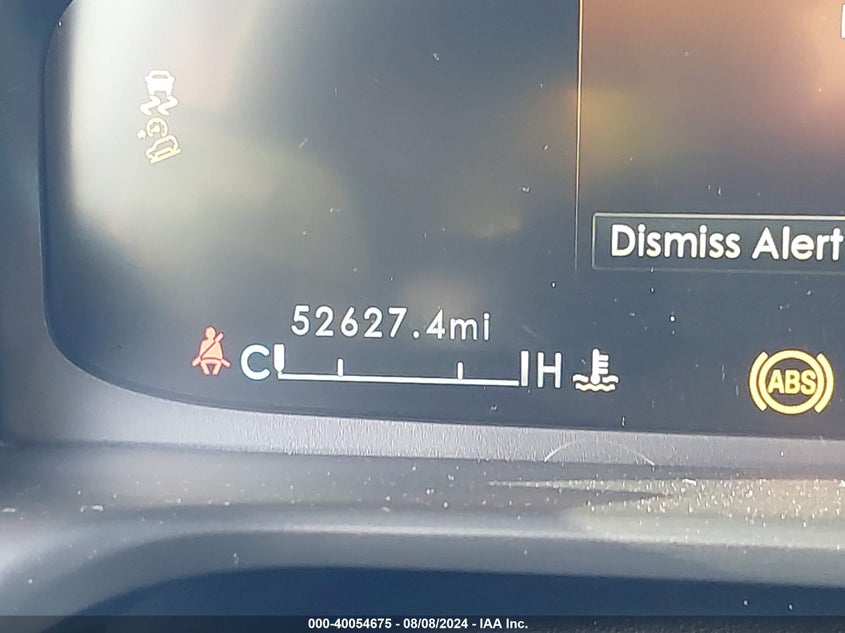 Dismiss Alert
52627.4mi
C H
ABS
000-40054675 - 08/08/2024 - IAA Inc.